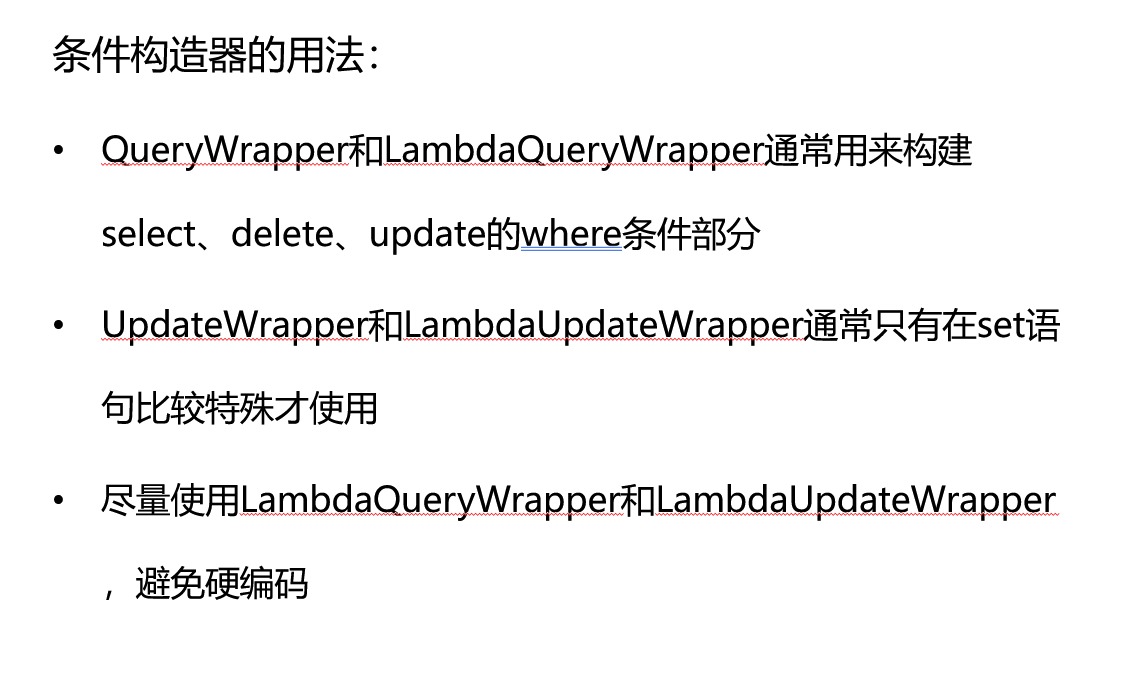 条件构造器的用法：
• QueryWrapper和LambdaQueryWrapper通常用来构建
select、delete、update的where条件部分
• UpdateWrapper和LambdaUpdateWrapper通常只有在set语
句比较特殊才使用
• 尽量使用LambdaQueryWrapper和LambdaUpdateWrapper
，避免硬编码